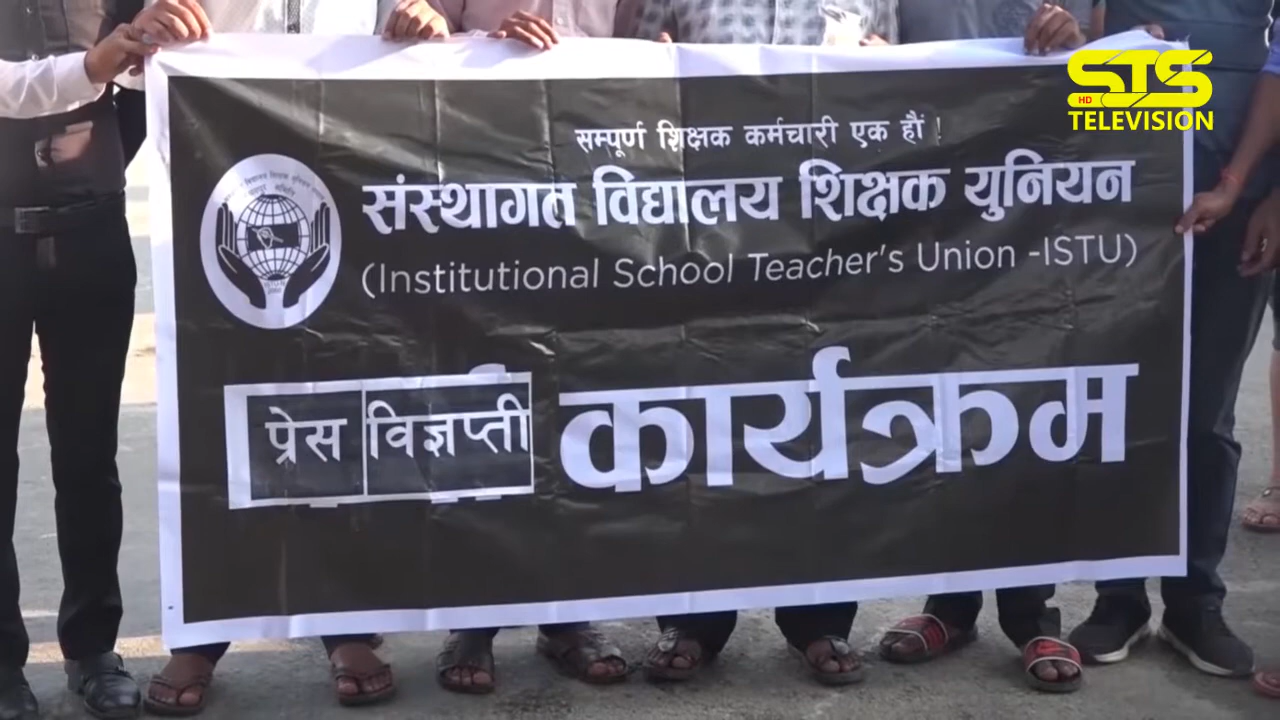 STS
HD
TELEVISION
सम्पूर्ण शिक्षक कर्मचारी एक हौं !
संस्थागत विद्यालय शिक्षक युनियन
(Institutional School Teacher's Union -ISTU)
प्रेस विज्ञप्ती कार्यक्रम